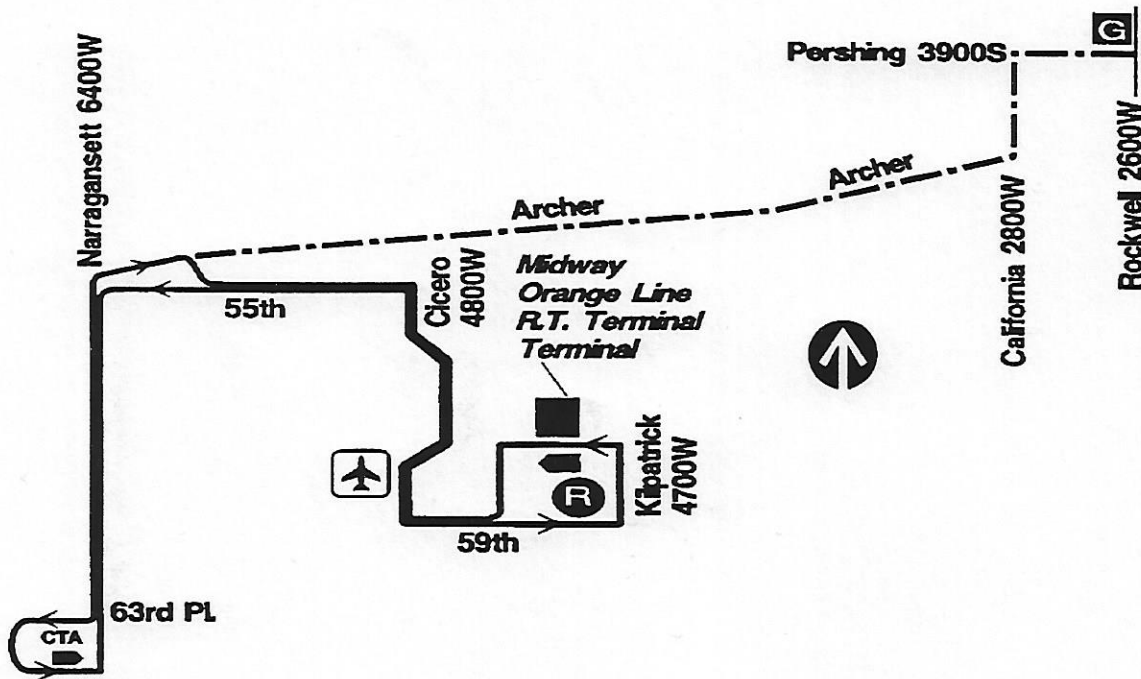 Narragansett 6400W
Pershing 3900S
G
Rockwell 2600W
Archer
Archer
California 2800W
Cicero
4800W
Midway
Orange Line
R.T. Terminal
Terminal
55th
Kilpatrick
4700W
R
59th
63rd Pl.
CTA